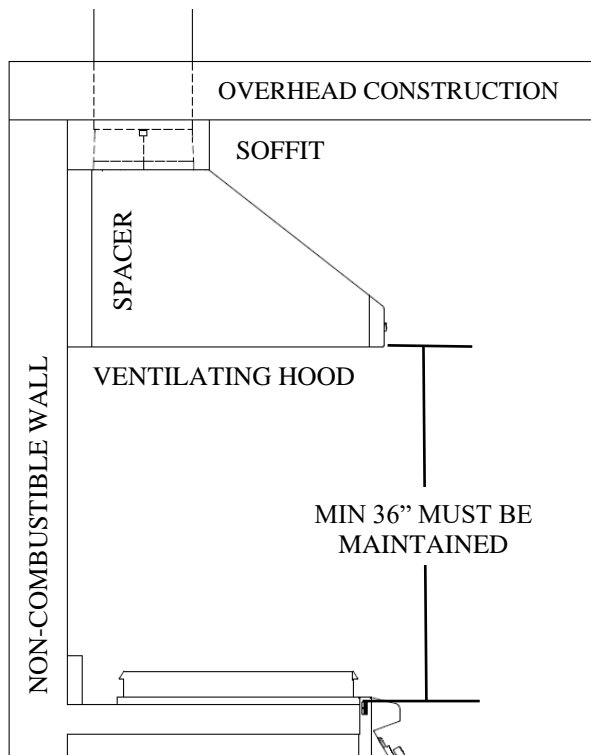 OVERHEAD CONSTRUCTION
SOFFIT
SPACER
VENTILATING HOOD
NON-COMBUSTIBLE WALL
MIN 36” MUST BE
MAINTAINED